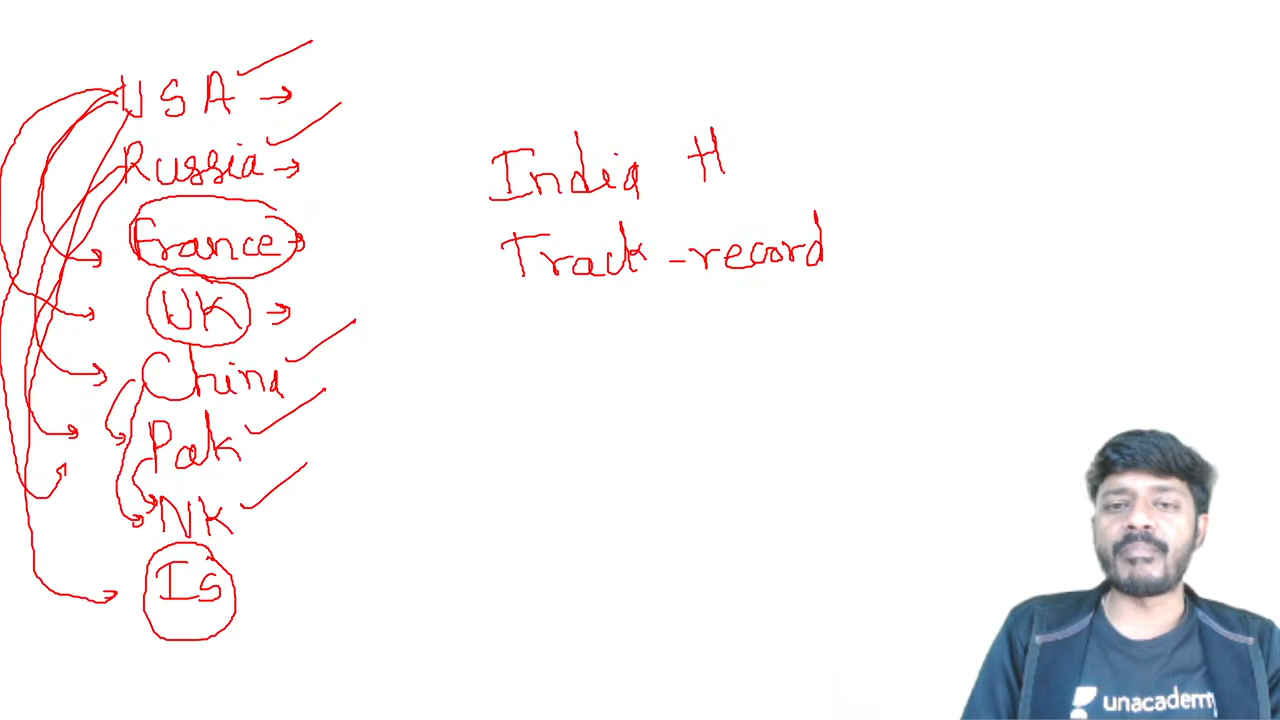 USA →
Russia →
France →
UK →
China
Pak
NK
Is
India H
Track-record
unacademy